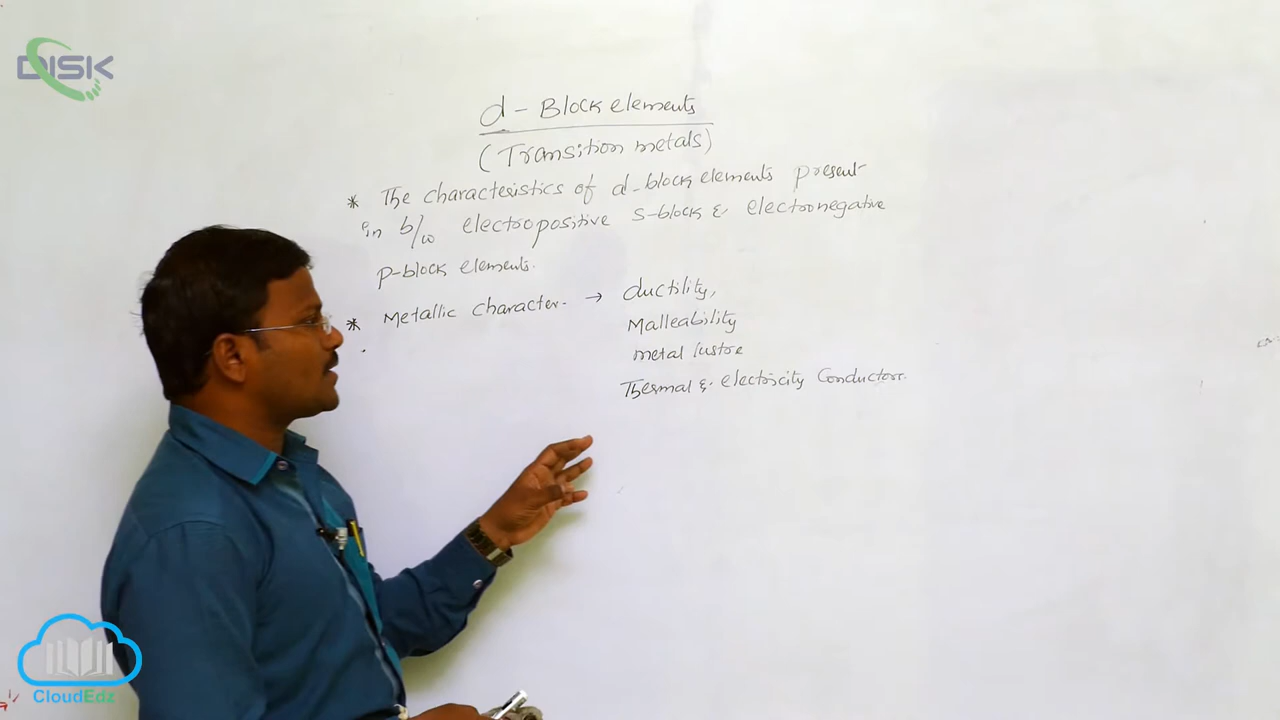 DISK
d - Block elements
(Transition metals)
* The characteristics of d-block elements present
in b/w electropositive s-block & electronegative
p-block elements.
* Metallic character. → ductility,
Malleability
metal lustre
Thermal & electricity Conductors.
CloudEdz